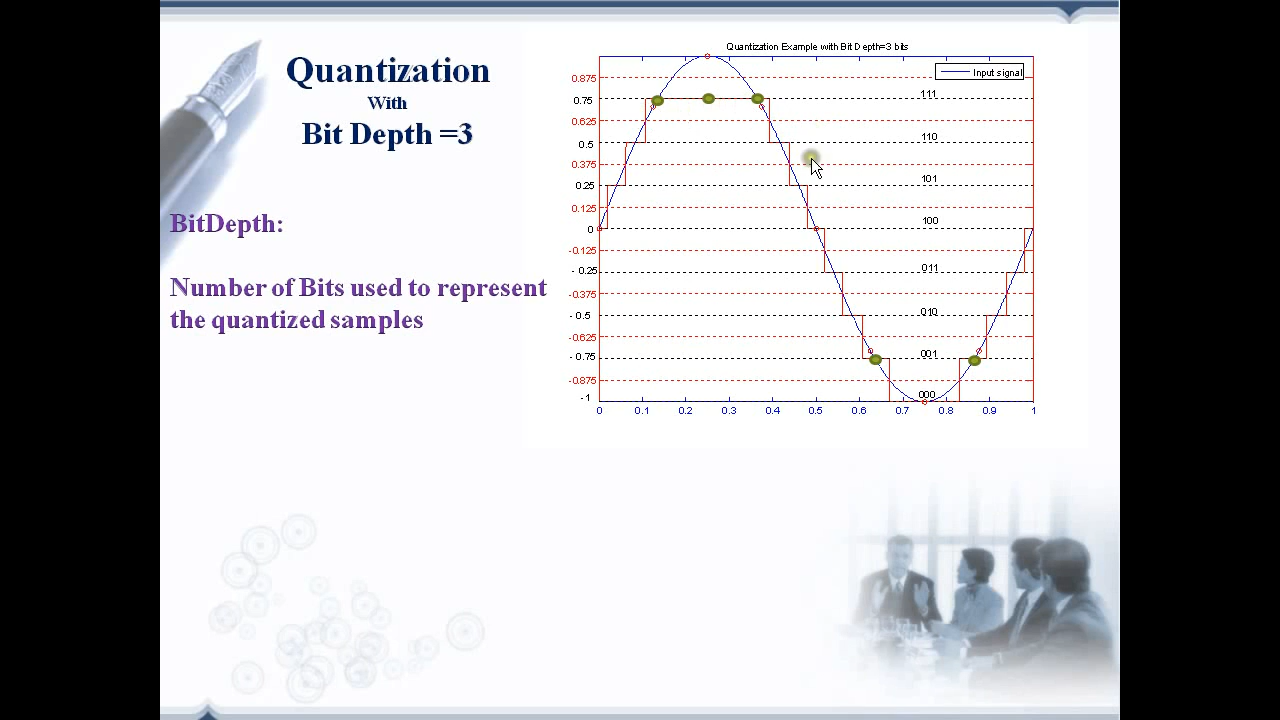 Quantization
With
Bit Depth =3
BitDepth:
Number of Bits used to represent
the quantized samples
Quantization Example with Bit Depth=3 bits
Input signal
0.875
0.75
0.625
0.5
0.375
0.25
0.125
0
-0.125
- 0.25
-0.375
- 0.5
-0.625
- 0.75
-0.875
-1
111
110
101
100
011
010
001
000
0 0.1 0.2 0.3 0.4 0.5 0.6 0.7 0.8 0.9 1